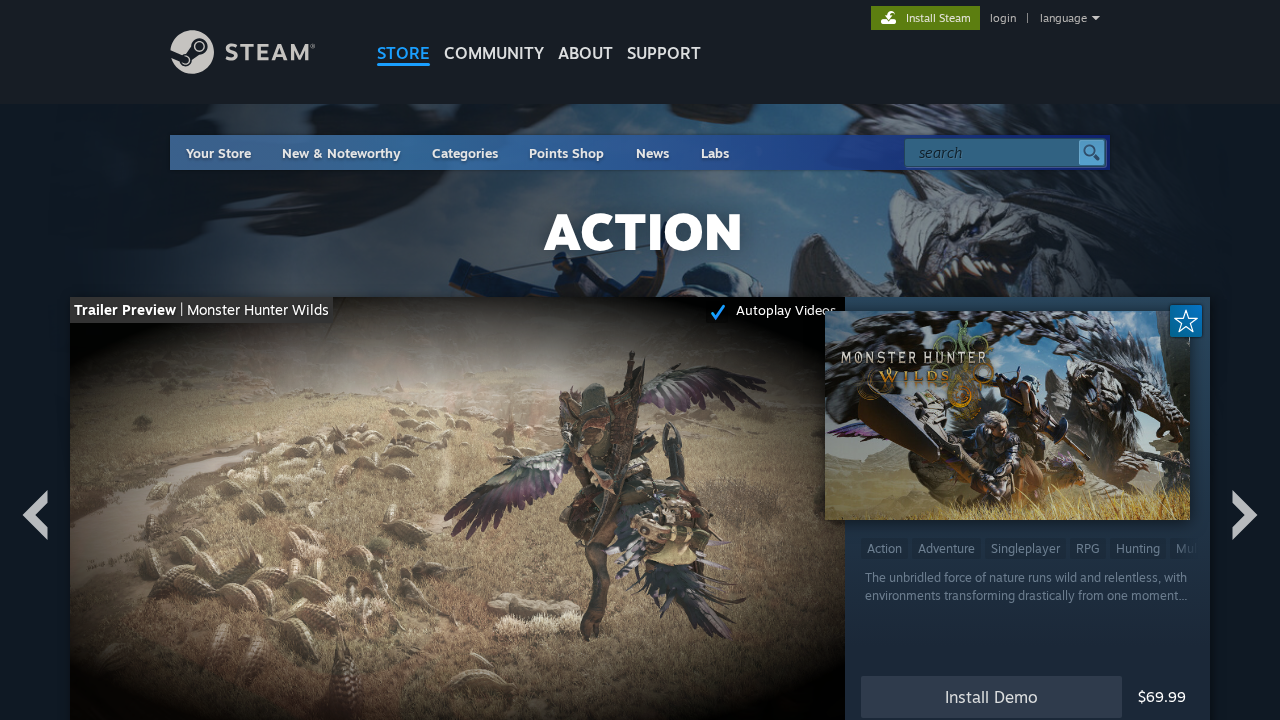 Install Steam
login | language
STEAM®
STORE COMMUNITY ABOUT SUPPORT
Your Store New & Noteworthy Categories Points Shop News Labs search
ACTION
Trailer Preview | Monster Hunter Wilds
Autoplay Videos
MONSTER HUNTER
WILDS
Action Adventure Singleplayer RPG Hunting
The unbridled force of nature runs wild and relentless, with
environments transforming drastically from one moment...
Install Demo $69.99